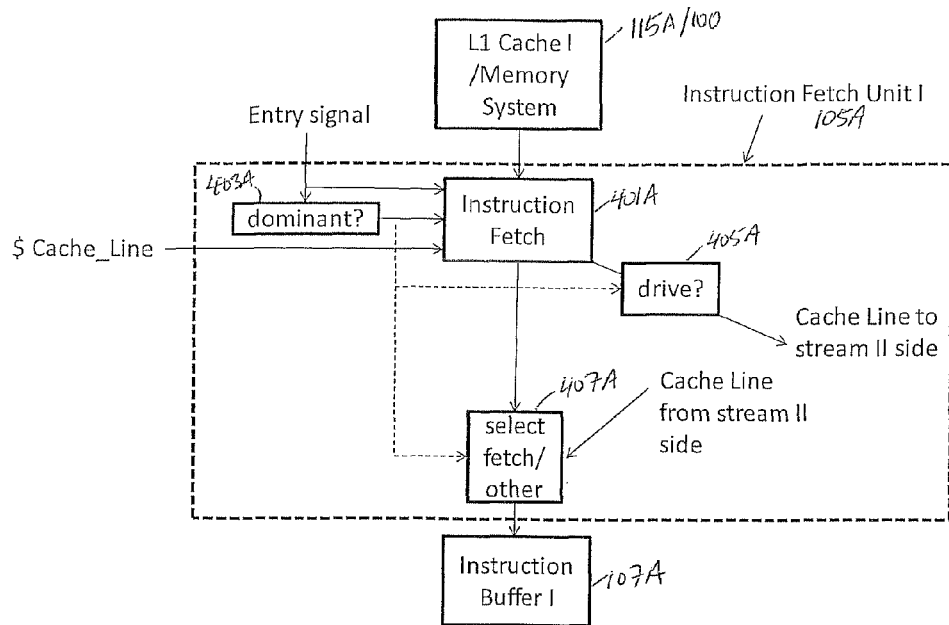 L1 Cache I
/Memory
System
115A/100
Instruction Fetch Unit I
105A
Entry signal
403A
dominant?
Instruction
Fetch
401A
$ Cache_Line
405A
drive?
Cache Line to
stream II side
407A
Cache Line
from stream II
side
select
fetch/
other
Instruction
Buffer I
107A